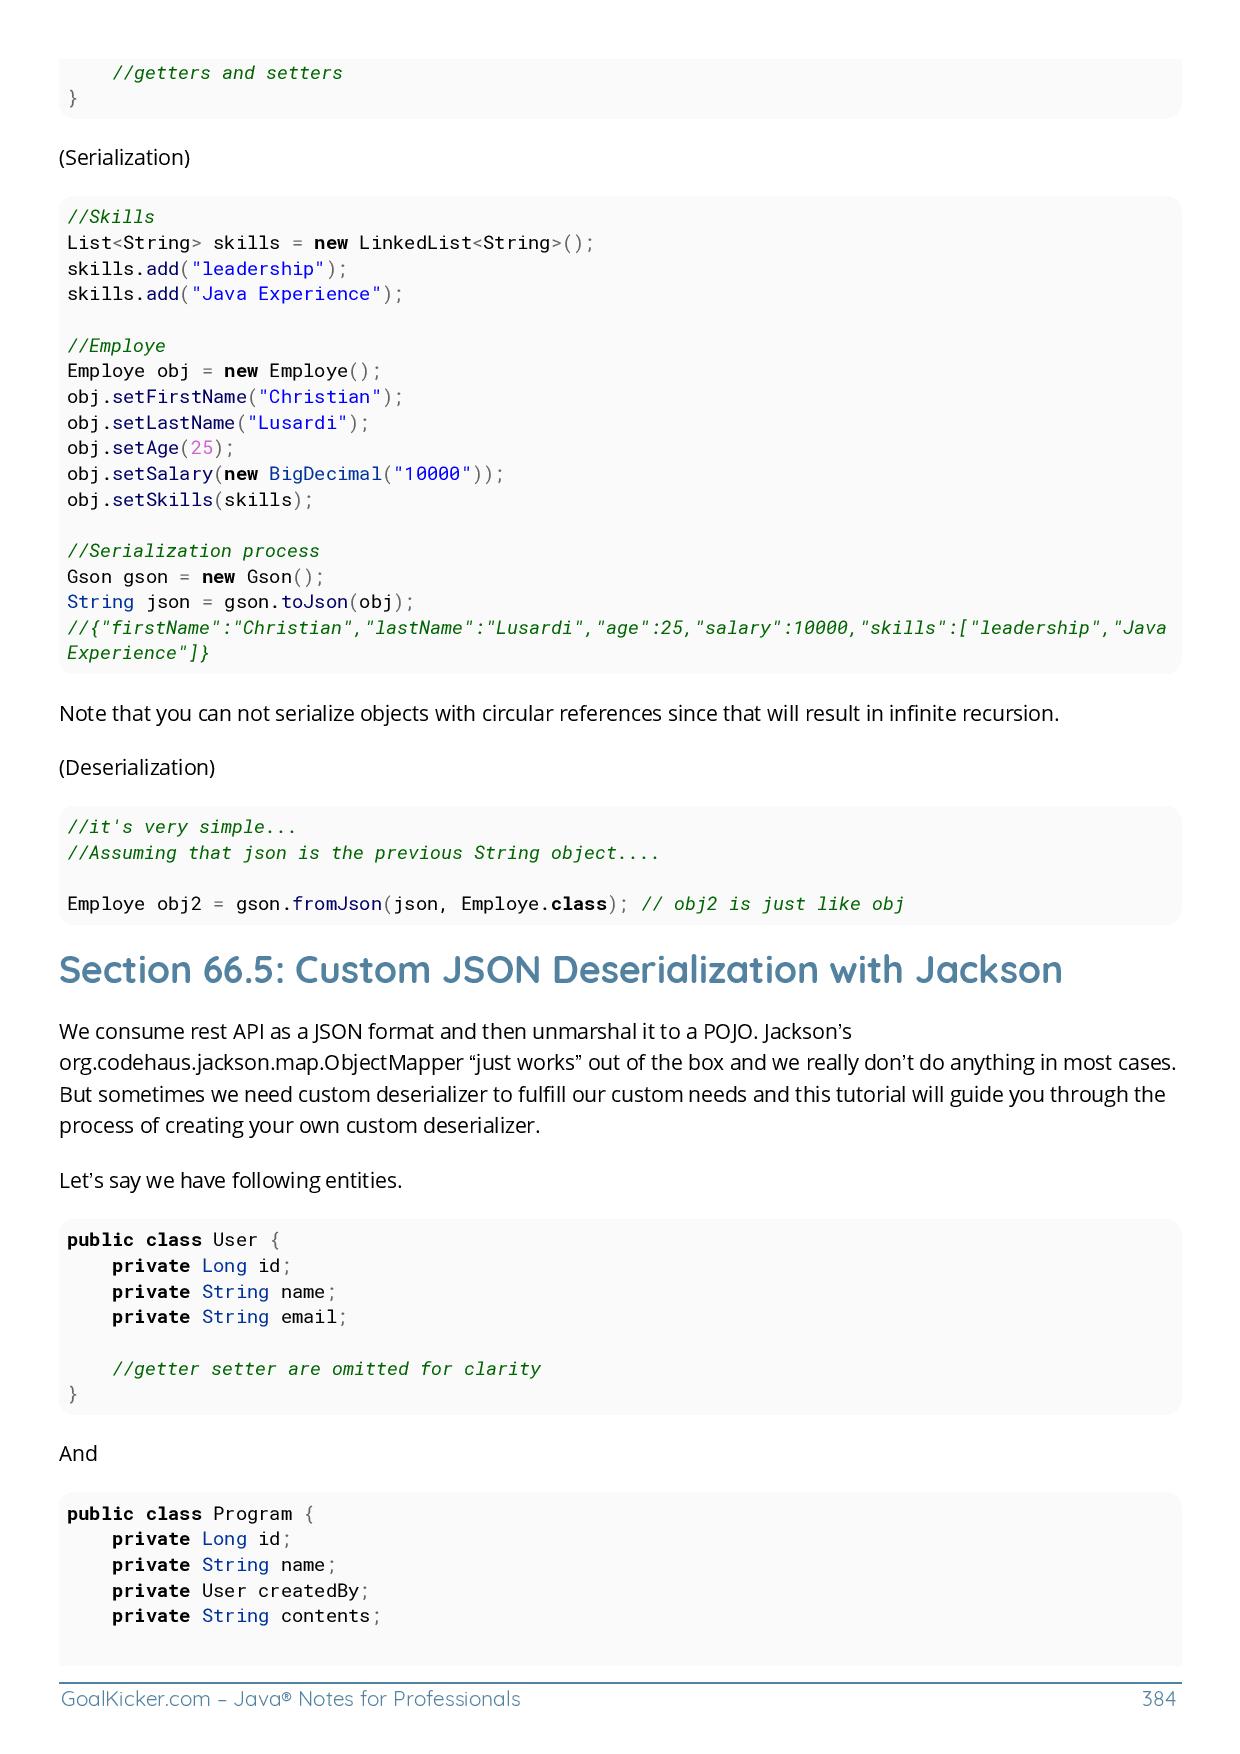 //getters and setters
}
(Serialization)
//Skills
List<String> skills = new LinkedList<String>();
skills.add("leadership");
skills.add("Java Experience");
//Employe
Employe obj = new Employe();
obj.setFirstName("Christian");
obj.setLastName("Lusardi");
obj.setAge(25);
obj.setSalary(new BigDecimal("10000"));
obj.setSkills(skills);
//Serialization process
Gson gson = new Gson();
String json = gson.toJson(obj);
//{"firstName":"Christian","lastName":"Lusardi","age":25,"salary":10000,"skills":["leadership","Java
Experience"]}
Note that you can not serialize objects with circular references since that will result in infinite recursion.
(Deserialization)
//it's very simple...
//Assuming that json is the previous String object....
Employe obj2 = gson.fromJson(json, Employe.class); // obj2 is just like obj
Section 66.5: Custom JSON Deserialization with Jackson
We consume rest API as a JSON format and then unmarshal it to a POJO. Jackson’s
org.codehaus.jackson.map.ObjectMapper “just works” out of the box and we really don’t do anything in most cases.
But sometimes we need custom deserializer to fulfill our custom needs and this tutorial will guide you through the
process of creating your own custom deserializer.
Let’s say we have following entities.
public class User {
    private Long id;
    private String name;
    private String email;
    //getter setter are omitted for clarity
}
And
public class Program {
    private Long id;
    private String name;
    private User createdBy;
    private String contents;
GoalKicker.com – Java® Notes for Professionals 384